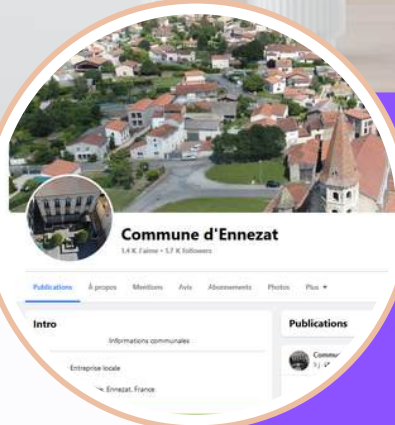 Commune d'Ennezat
1,4 K J'aime • 1,7 K followers
Publications À propos Mentions Avis Abonnements Photos Plus
Intro
Informations communales
Entreprise locale
Ennezat, France
Publications